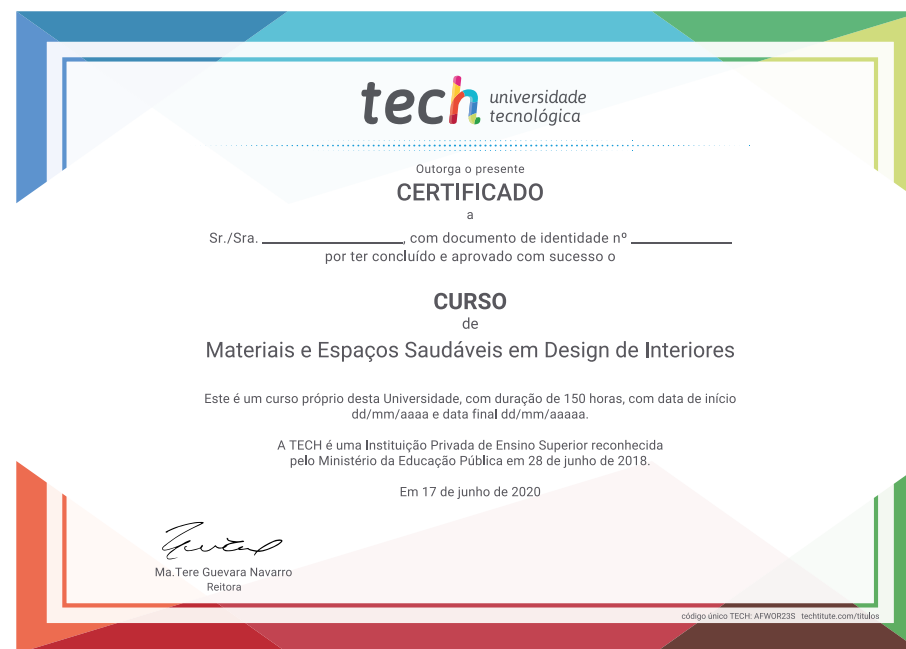 tech universidade
tecnológica
Outorga o presente
CERTIFICADO
a
Sr./Sra. ________________, com documento de identidade nº ____________
por ter concluído e aprovado com sucesso o
CURSO
de
Materiais e Espaços Saudáveis em Design de Interiores
Este é um curso próprio desta Universidade, com duração de 150 horas, com data de início
dd/mm/aaaa e data final dd/mm/aaaaa.
A TECH é uma Instituição Privada de Ensino Superior reconhecida
pelo Ministério da Educação Pública em 28 de junho de 2018.
Em 17 de junho de 2020
Ma.Tere Guevara Navarro
Reitora
código único TECH: AFWOR23S techtitute.com/titulos